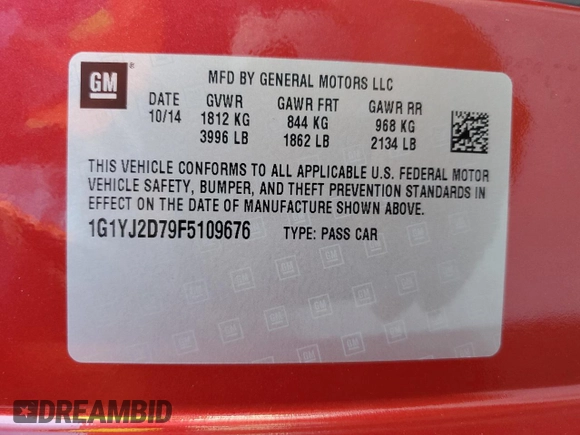 GM
MFD BY GENERAL MOTORS LLC
DATE GVWR GAWR FRT GAWR RR
10/14 1812 KG 844 KG 968 KG
3996 LB 1862 LB 2134 LB
THIS VEHICLE CONFORMS TO ALL APPLICABLE U.S. FEDERAL MOTOR
VEHICLE SAFETY, BUMPER, AND THEFT PREVENTION STANDARDS IN
EFFECT ON THE DATE OF MANUFACTURE SHOWN ABOVE.
1G1YJ2D79F5109676 TYPE: PASS CAR
DREAMBID